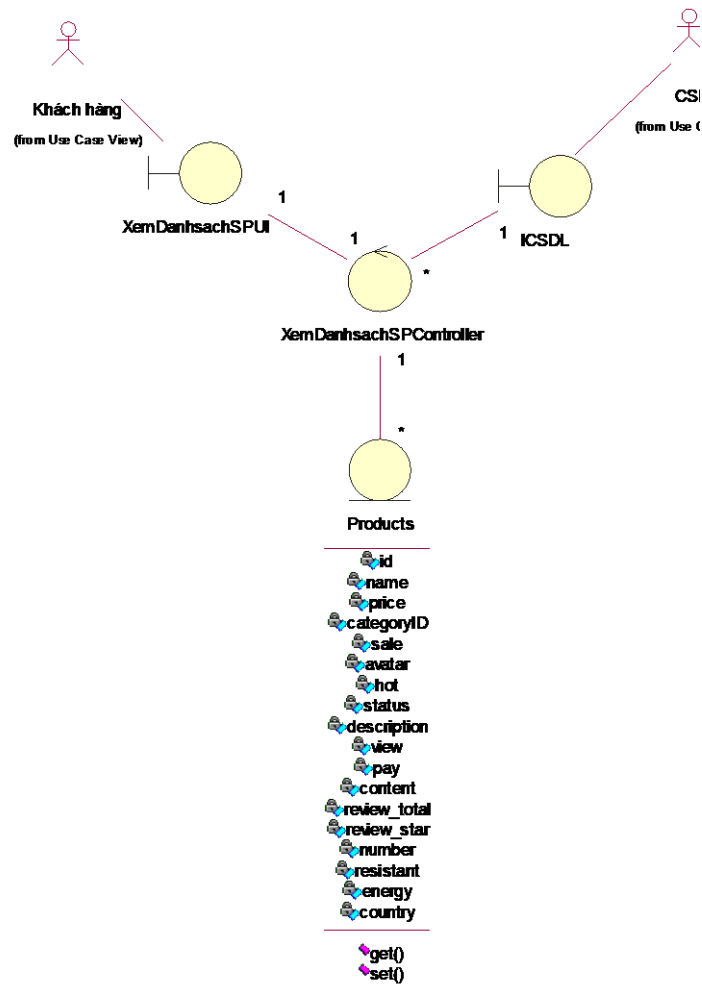 Khách hàng
(from Use Case View)
(from Use
1
XemDanhsachSPUI
1
1
ICSDL
*
XemDanhsachSPController
1
*
Products
id
name
price
categoryID
sale
avatar
hot
status
description
view
pay
content
review_total
review_star
number
resistant
energy
country
get()
set()